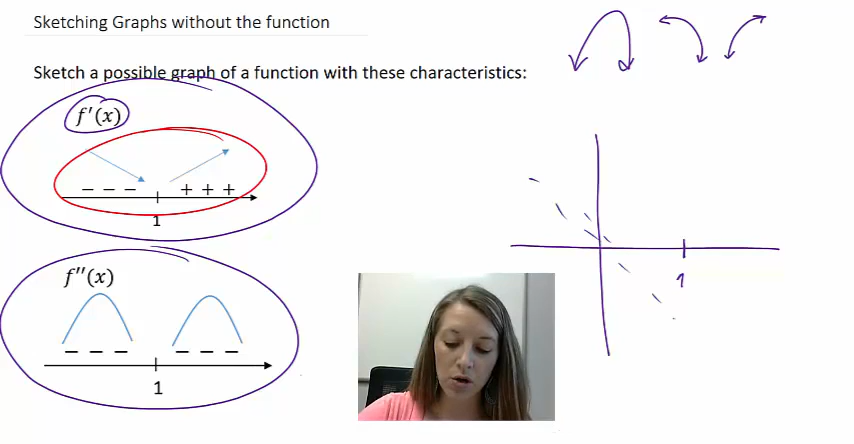 Sketching Graphs without the function
Sketch a possible graph of a function with these characteristics:
f'(x)
− − − + + +
1
f''(x)
− − − − − −
1
1